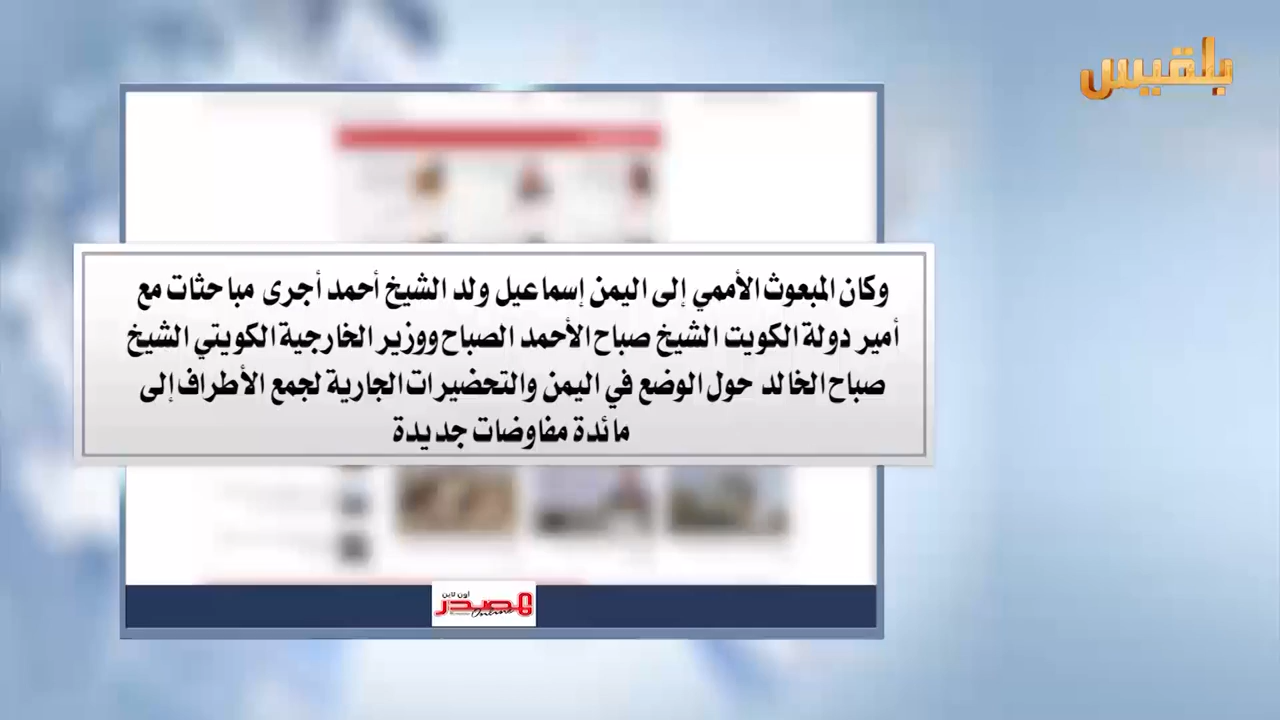 بلقيس
وكان المبعوث الأممي إلى اليمن إسماعيل ولد الشيخ أحمد أجرى مباحثات مع
أمير دولة الكويت الشيخ صباح الأحمد الصباح ووزير الخارجية الكويتي الشيخ
صباح الخالد حول الوضع في اليمن والتحضيرات الجارية لجمع الأطراف إلى
مائدة مفاوضات جديدة
أون لاين
المصدر
Online